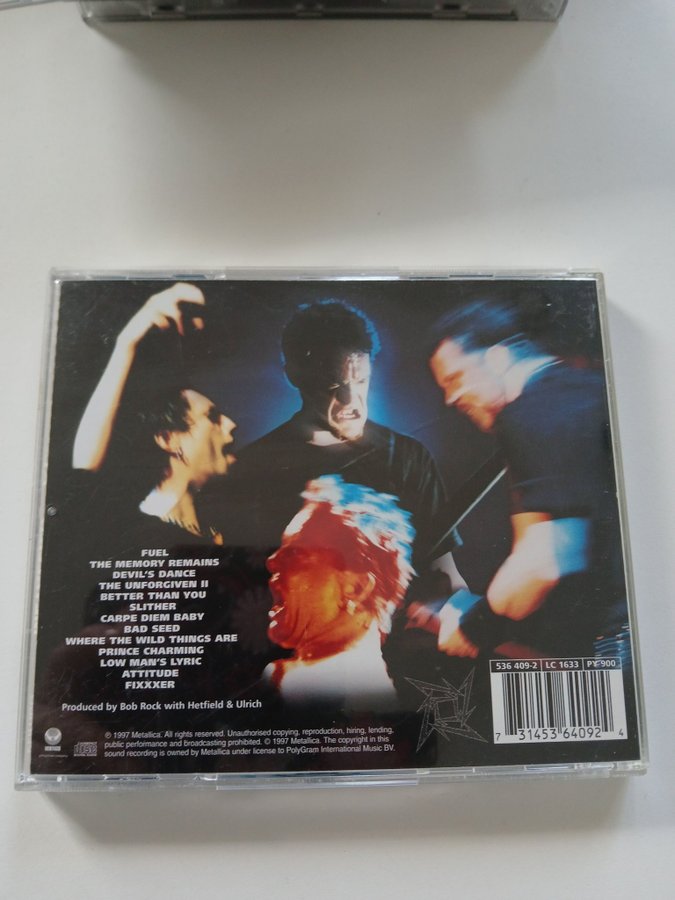 FUEL
THE MEMORY REMAINS
DEVIL'S DANCE
THE UNFORGIVEN II
BETTER THAN YOU
SLITHER
CARPE DIEM BABY
BAD SEED
WHERE THE WILD THINGS ARE
PRINCE CHARMING
LOW MAN'S LYRIC
ATTITUDE
FIXXXER
Produced by Bob Rock with Hetfield & Ulrich
℗ 1997 Metallica. All rights reserved. Unauthorised copying, reproduction, hiring, lending,
public performance and broadcasting prohibited. © 1997 Metallica. The copyright in this
sound recording is owned by Metallica under license to PolyGram International Music BV.
536 409-2 LC 1633 PY 900
7 31453 64092 4